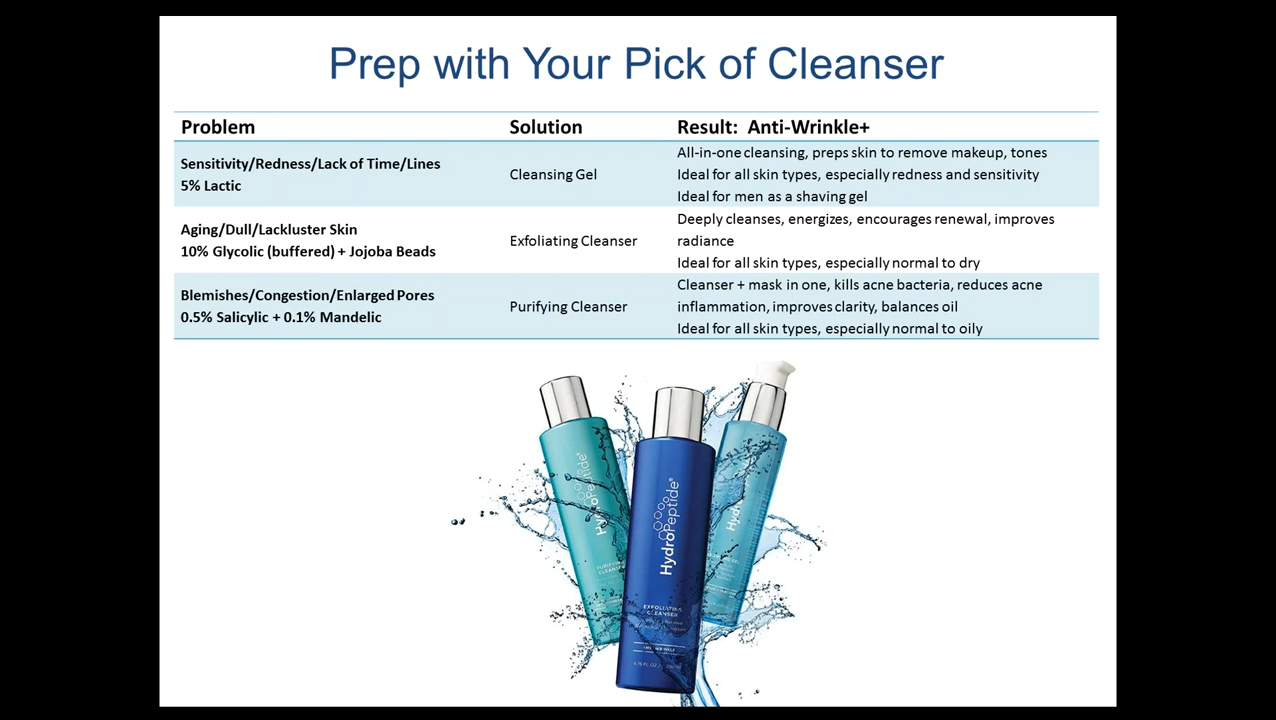 Prep with Your Pick of Cleanser
Problem
Solution
Result: Anti-Wrinkle+
Sensitivity/Redness/Lack of Time/Lines
5% Lactic
Cleansing Gel
All-in-one cleansing, preps skin to remove makeup, tones
Ideal for all skin types, especially redness and sensitivity
Ideal for men as a shaving gel
Aging/Dull/Lackluster Skin
10% Glycolic (buffered) + Jojoba Beads
Exfoliating Cleanser
Deeply cleanses, energizes, encourages renewal, improves
radiance
Ideal for all skin types, especially normal to dry
Blemishes/Congestion/Enlarged Pores
0.5% Salicylic + 0.1% Mandelic
Purifying Cleanser
Cleanser + mask in one, kills acne bacteria, reduces acne
inflammation, improves clarity, balances oil
Ideal for all skin types, especially normal to oily
HydroPeptide
HydroPeptide
EXFOLIATING
CLEANSER